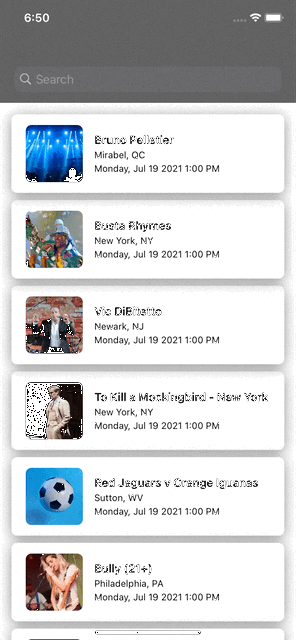 6:50
Search
Bruno Pelletier
Mirabel, QC
Monday, Jul 19 2021 1:00 PM
Busta Rhymes
New York, NY
Monday, Jul 19 2021 1:00 PM
Vic DiBitetto
Newark, NJ
Monday, Jul 19 2021 1:00 PM
To Kill a Mockingbird - New York
New York, NY
Monday, Jul 19 2021 1:00 PM
Red Jaguars v Orange Iguanas
Sutton, WV
Monday, Jul 19 2021 1:00 PM
Bully (21+)
Philadelphia, PA
Monday, Jul 19 2021 1:00 PM